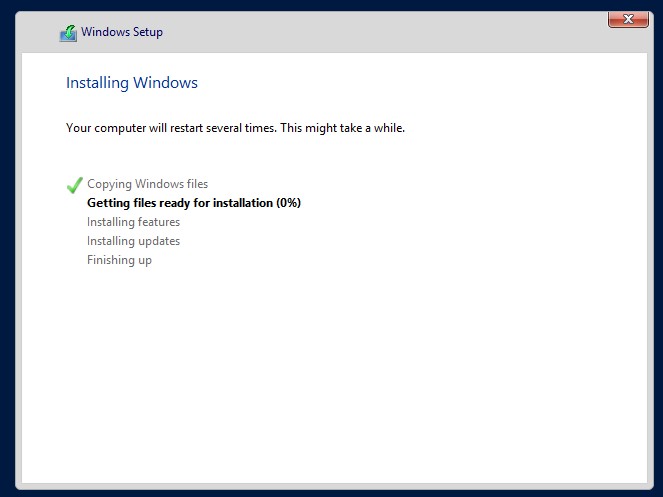 Windows Setup
Installing Windows
Your computer will restart several times. This might take a while.
Copying Windows files
Getting files ready for installation (0%)
Installing features
Installing updates
Finishing up